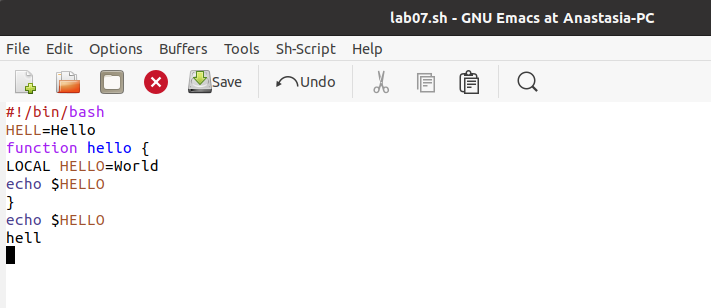 lab07.sh - GNU Emacs at Anastasia-PC
File Edit Options Buffers Tools Sh-Script Help
Save Undo
#!/bin/bash
HELL=Hello
function hello {
LOCAL HELLO=World
echo $HELLO
}
echo $HELLO
hell